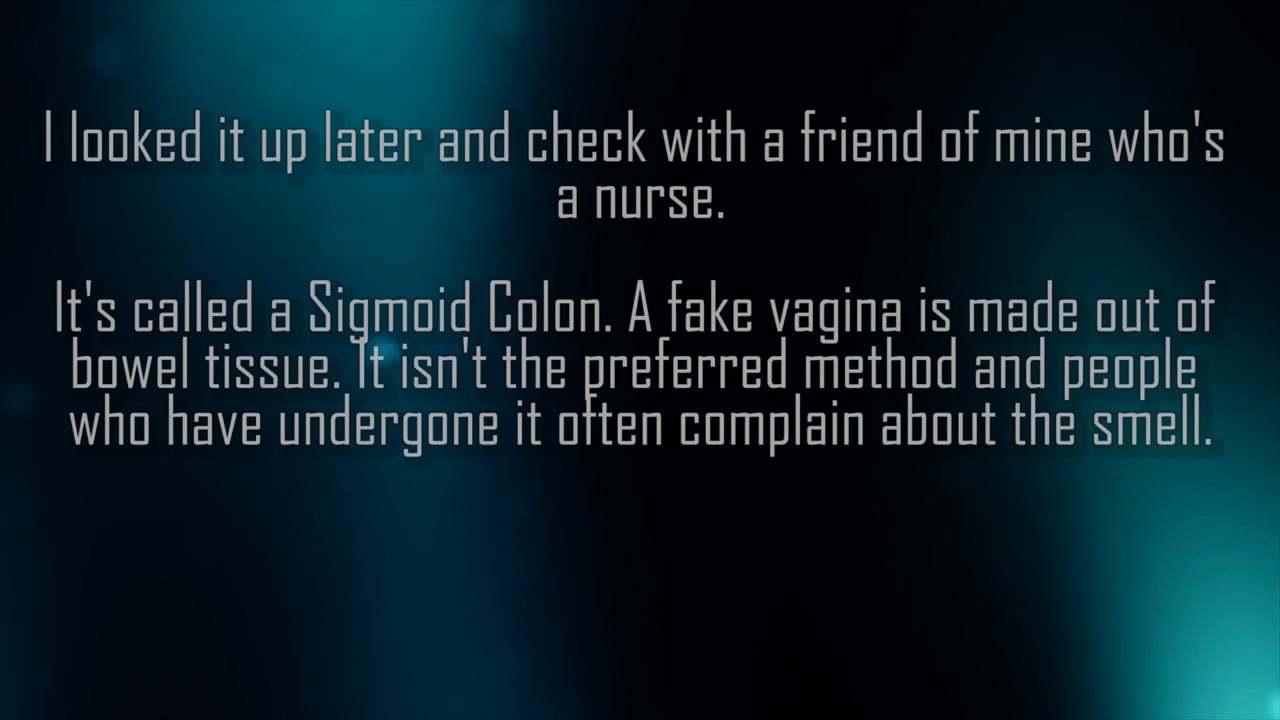 I looked it up later and check with a friend of mine who's
a nurse.
It's called a Sigmoid Colon. A fake vagina is made out of
bowel tissue. It isn't the preferred method and people
who have undergone it often complain about the smell.